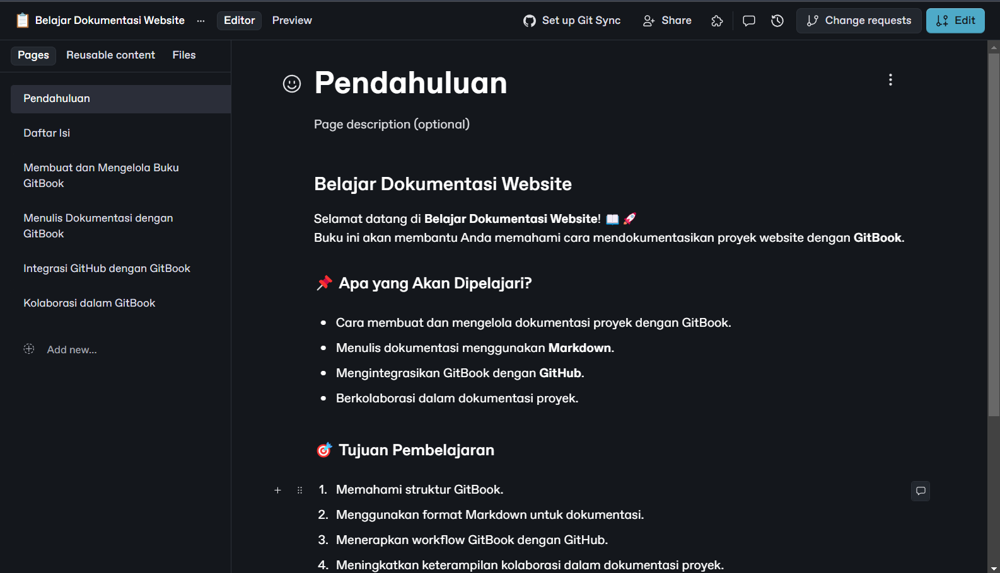 Belajar Dokumentasi Website
Editor
Preview
Set up Git Sync
Share
Change requests
Edit
Pages
Reusable content
Files
Pendahuluan
Daftar Isi
Membuat dan Mengelola Buku
GitBook
Menulis Dokumentasi dengan
GitBook
Integrasi GitHub dengan GitBook
Kolaborasi dalam GitBook
Add new...
Pendahuluan
Page description (optional)
Belajar Dokumentasi Website
Selamat datang di Belajar Dokumentasi Website! 📖 🚀
Buku ini akan membantu Anda memahami cara mendokumentasikan proyek website dengan GitBook.
📌 Apa yang Akan Dipelajari?
• Cara membuat dan mengelola dokumentasi proyek dengan GitBook.
• Menulis dokumentasi menggunakan Markdown.
• Mengintegrasikan GitBook dengan GitHub.
• Berkolaborasi dalam dokumentasi proyek.
🎯 Tujuan Pembelajaran
1. Memahami struktur GitBook.
2. Menggunakan format Markdown untuk dokumentasi.
3. Menerapkan workflow GitBook dengan GitHub.
4. Meningkatkan keterampilan kolaborasi dalam dokumentasi proyek.